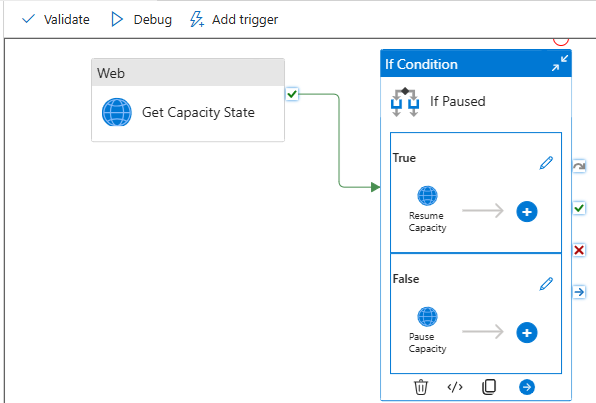 Validate
Debug
Add trigger
Web
Get Capacity State
If Condition
If Paused
True
Resume
Capacity
False
Pause
Capacity